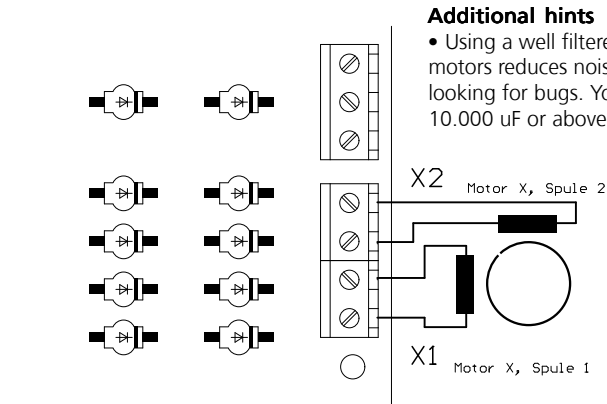 Additional hints
• Using a well filtere
motors reduces nois
looking for bugs. Yo
10.000 uF or above
X2
Motor X, Spule 2
X1
Motor X, Spule 1